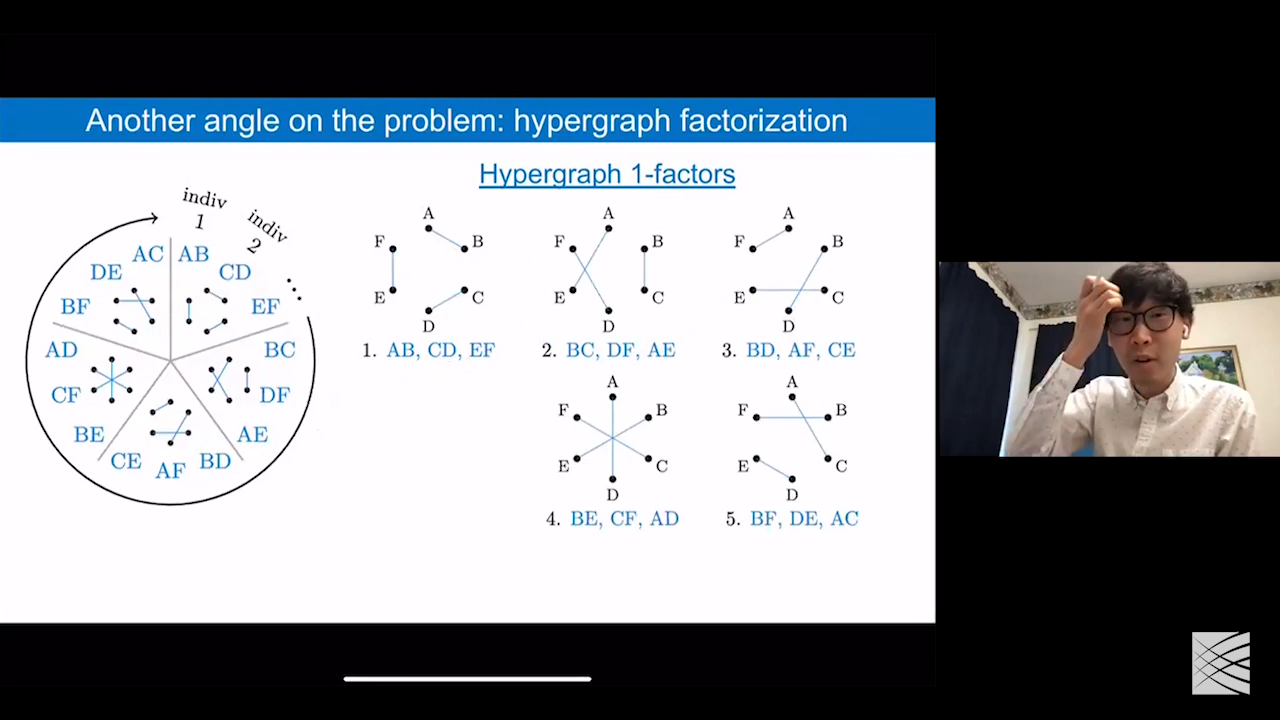 Another angle on the problem: hypergraph factorization
Hypergraph 1-factors
indiv
1
indiv
2
...
AB
CD
EF
BC
DF
AE
BD
AF
CE
BE
CF
AD
BF
DE
AC
A
B
C
D
E
F
1. AB, CD, EF
A
B
C
D
E
F
2. BC, DF, AE
A
B
C
D
E
F
3. BD, AF, CE
A
B
C
D
E
F
4. BE, CF, AD
A
B
C
D
E
F
5. BF, DE, AC